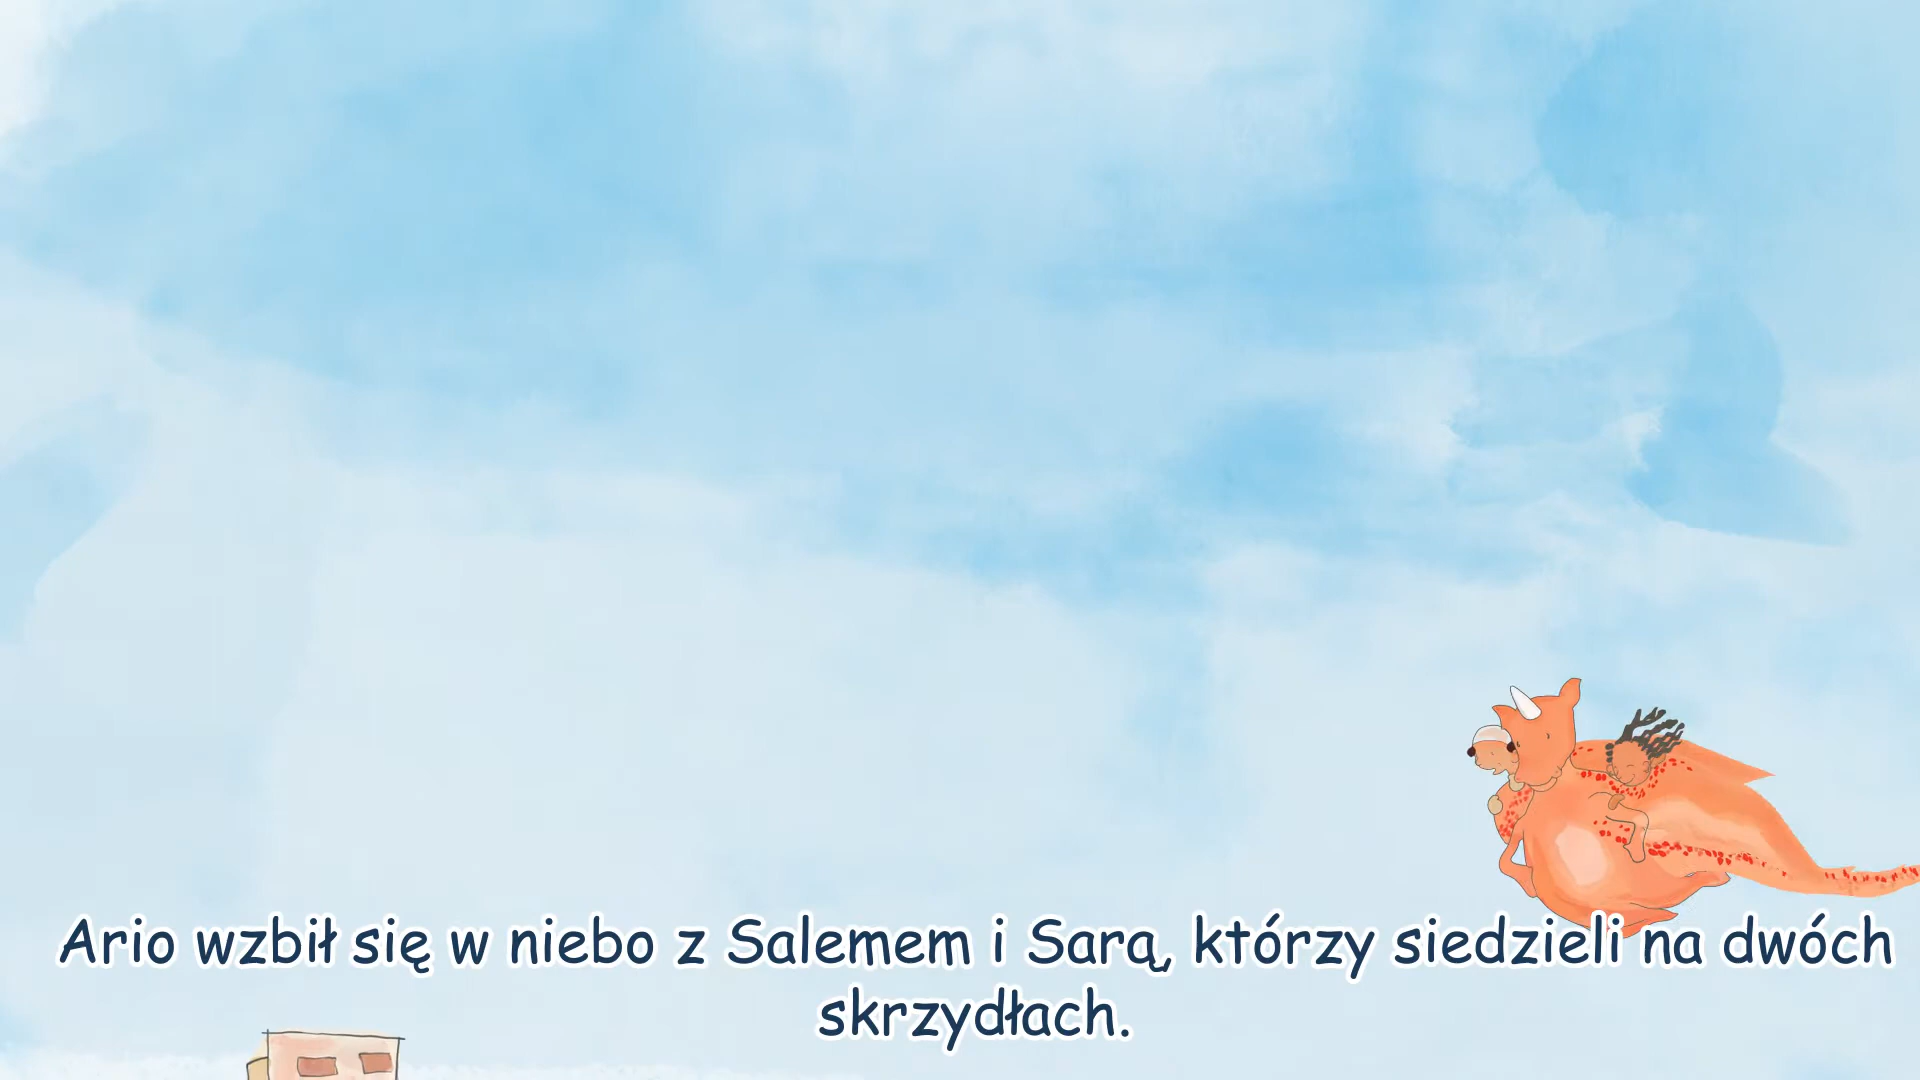 Ario wzbił się w niebo z Salemem i Sarą, którzy siedzieli na dwóch
skrzydłach.